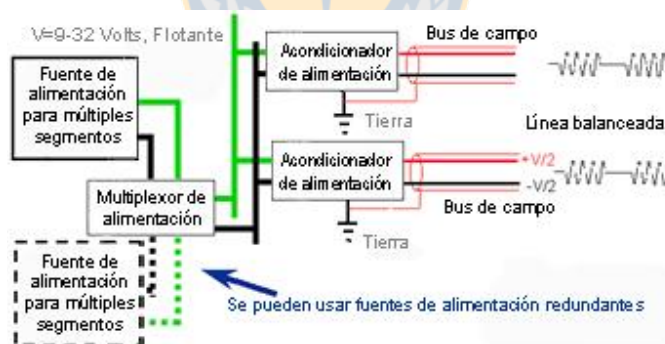 V=9-32 Volts, Flotante
Fuente de
alimentación
para múltiples
segmentos
Multiplexor de
alimentación
Fuente de
alimentación
para múltiples
segmentos
Acondicionador
de alimentación
Tierra
Bus de campo
Línea balanceada
Acondicionador
de alimentación
Tierra
+V/2
-V/2
Bus de campo
Se pueden usar fuentes de alimentación redundantes